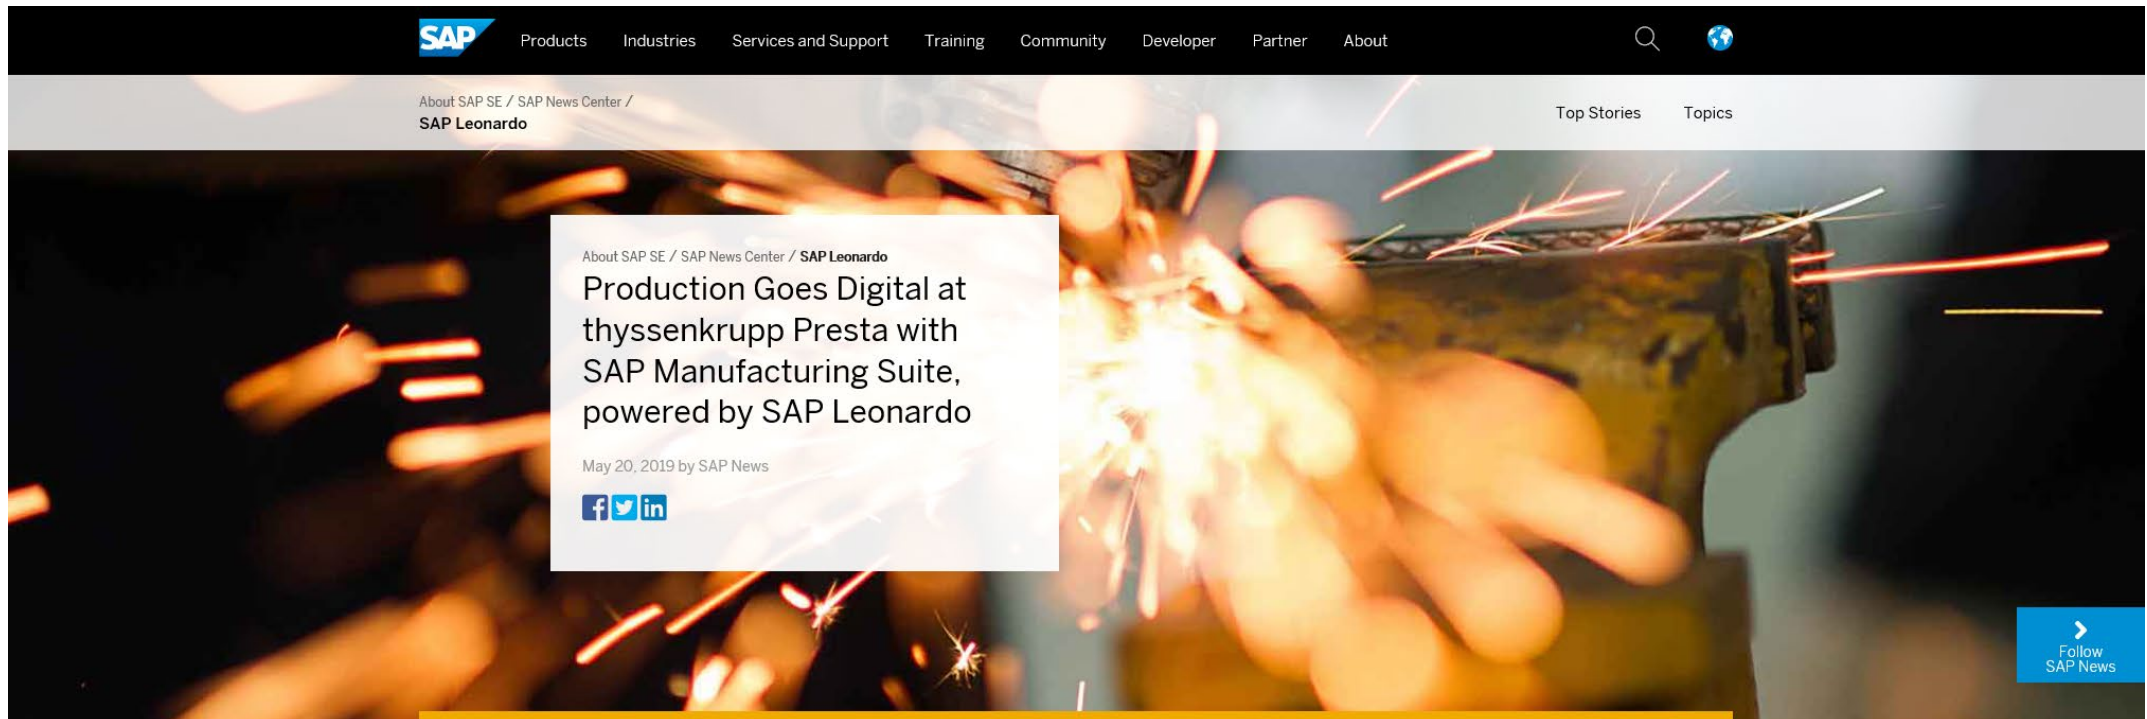 SAP
Products Industries Services and Support Training Community Developer Partner About
About SAP SE / SAP News Center /
SAP Leonardo
Top Stories Topics
About SAP SE / SAP News Center / SAP Leonardo
Production Goes Digital at
thyssenkrupp Presta with
SAP Manufacturing Suite,
powered by SAP Leonardo
May 20, 2019 by SAP News
f in
Follow
SAP News